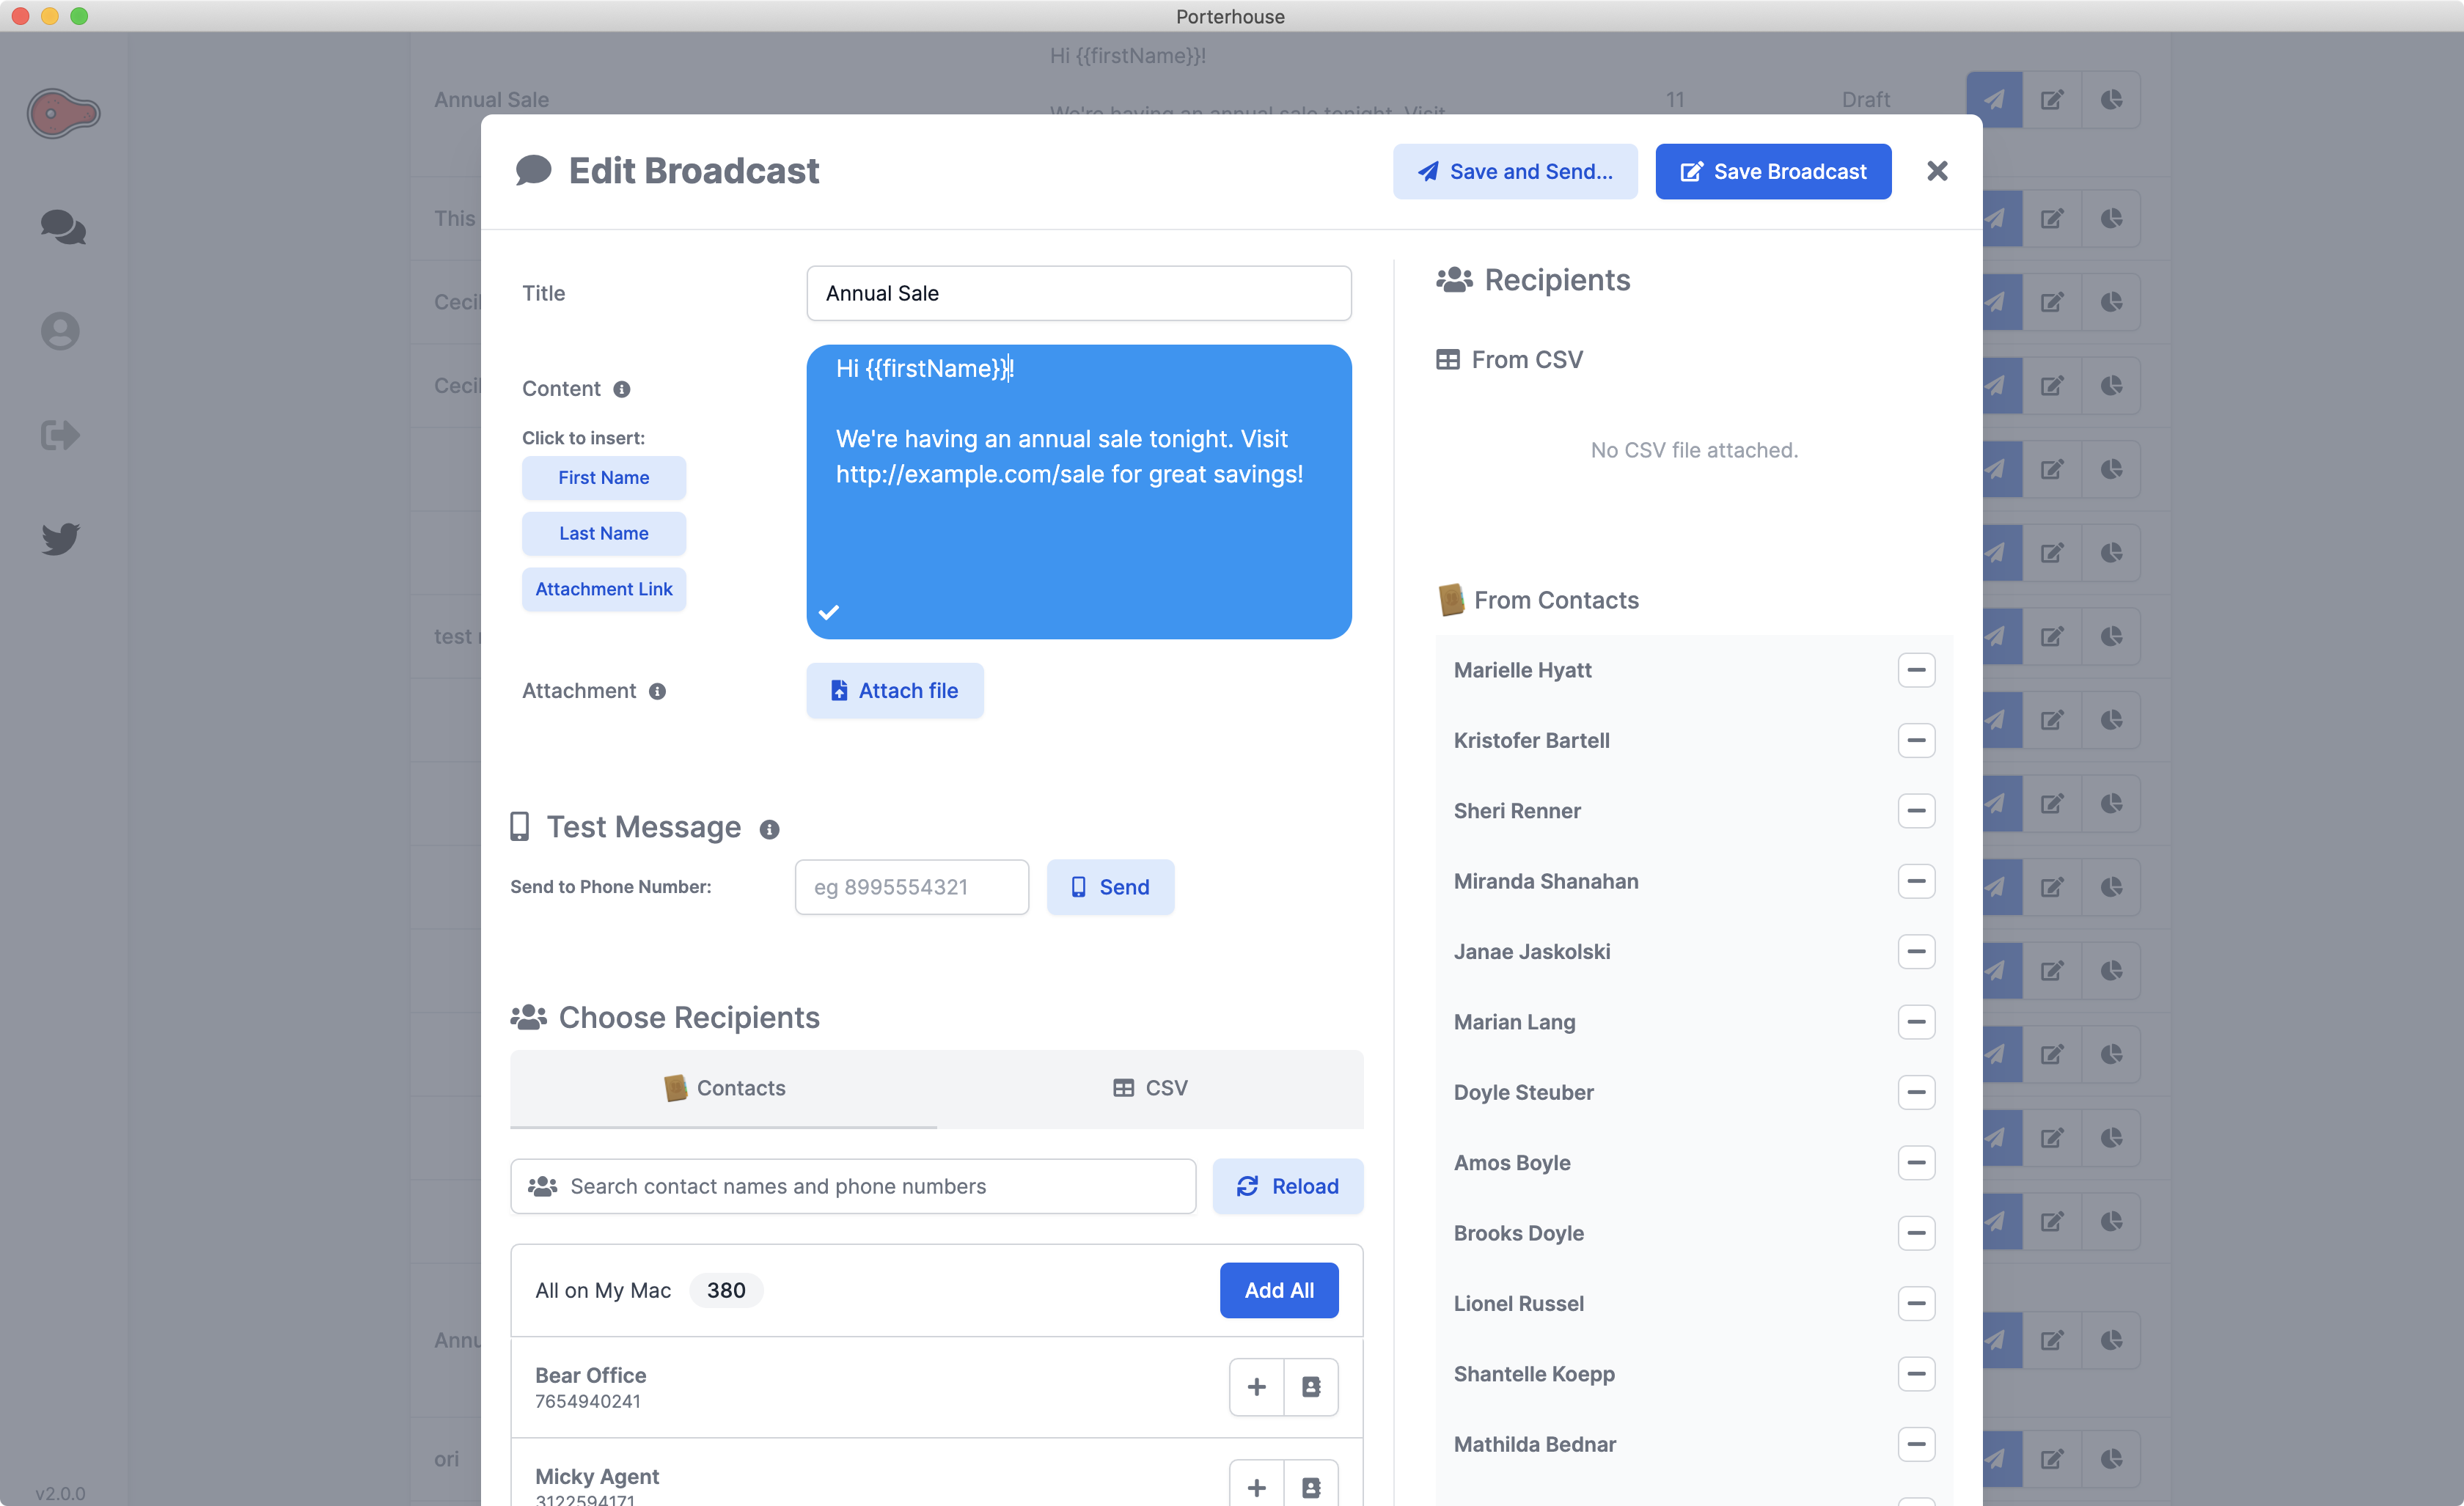 Porterhouse
Hi {{firstName}}!
Annual Sale
We're having an annual sale tonight. Visit
11
Draft
Edit Broadcast
Save and Send...
Save Broadcast
This
Cecil
Cecil
test
Annu
ori
v2.0.0
Title
Annual Sale
Content
Click to insert:
First Name
Last Name
Attachment Link
Hi {{firstName}}!
We're having an annual sale tonight. Visit
http://example.com/sale for great savings!
Attachment
Attach file
Test Message
Send to Phone Number:
eg 8995554321
Send
Choose Recipients
Contacts
CSV
Search contact names and phone numbers
Reload
All on My Mac
380
Add All
Bear Office
7654940241
Micky Agent
3122594171
Recipients
From CSV
No CSV file attached.
From Contacts
Marielle Hyatt
Kristofer Bartell
Sheri Renner
Miranda Shanahan
Janae Jaskolski
Marian Lang
Doyle Steuber
Amos Boyle
Brooks Doyle
Lionel Russel
Shantelle Koepp
Mathilda Bednar